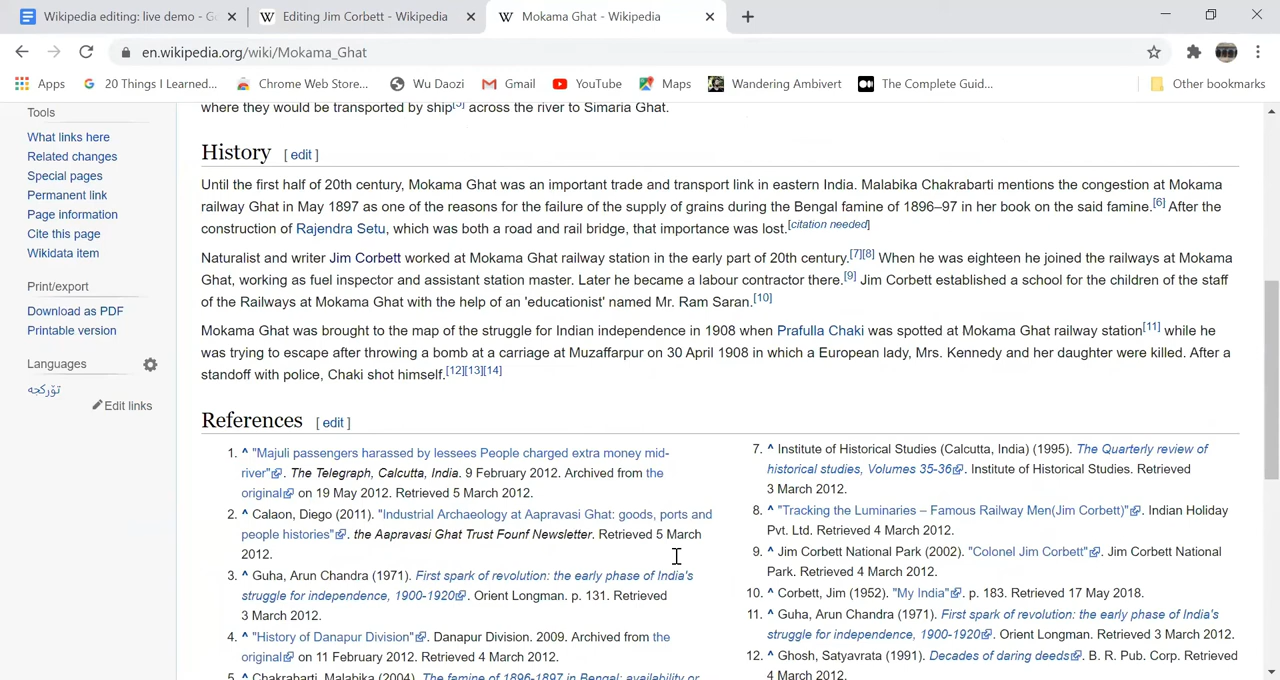 Wikipedia editing: live demo - Go
Editing Jim Corbett - Wikipedia
Mokama Ghat - Wikipedia
en.wikipedia.org/wiki/Mokama_Ghat
Apps
20 Things I Learned...
Chrome Web Store...
Wu Daozi
Gmail
YouTube
Maps
Wandering Ambivert
The Complete Guid...
Other bookmarks
Tools
What links here
Related changes
Special pages
Permanent link
Page information
Cite this page
Wikidata item
Print/export
Download as PDF
Printable version
Languages
تۆرکجه
Edit links
where they would be transported by ship[5] across the river to Simaria Ghat.
History [ edit ]
Until the first half of 20th century, Mokama Ghat was an important trade and transport link in eastern India. Malabika Chakrabarti mentions the congestion at Mokama
railway Ghat in May 1897 as one of the reasons for the failure of the supply of grains during the Bengal famine of 1896–97 in her book on the said famine.[6] After the
construction of Rajendra Setu, which was both a road and rail bridge, that importance was lost.[citation needed]
Naturalist and writer Jim Corbett worked at Mokama Ghat railway station in the early part of 20th century.[7][8] When he was eighteen he joined the railways at Mokama
Ghat, working as fuel inspector and assistant station master. Later he became a labour contractor there.[9] Jim Corbett established a school for the children of the staff
of the Railways at Mokama Ghat with the help of an 'educationist' named Mr. Ram Saran.[10]
Mokama Ghat was brought to the map of the struggle for Indian independence in 1908 when Prafulla Chaki was spotted at Mokama Ghat railway station[11] while he
was trying to escape after throwing a bomb at a carriage at Muzaffarpur on 30 April 1908 in which a European lady, Mrs. Kennedy and her daughter were killed. After a
standoff with police, Chaki shot himself.[12][13][14]
References [ edit ]
1. ^ "Majuli passengers harassed by lessees People charged extra money mid-
river". The Telegraph, Calcutta, India. 9 February 2012. Archived from the
original on 19 May 2012. Retrieved 5 March 2012.
2. ^ Calaon, Diego (2011). "Industrial Archaeology at Aapravasi Ghat: goods, ports and
people histories". the Aapravasi Ghat Trust Founf Newsletter. Retrieved 5 March
2012.
3. ^ Guha, Arun Chandra (1971). First spark of revolution: the early phase of India's
struggle for independence, 1900-1920. Orient Longman. p. 131. Retrieved
3 March 2012.
4. ^ "History of Danapur Division". Danapur Division. 2009. Archived from the
original on 11 February 2012. Retrieved 4 March 2012.
5. ^ Chakrabarti, Malabika (2004). The famine of 1896-1897 in Bengal: availability or
7. ^ Institute of Historical Studies (Calcutta, India) (1995). The Quarterly review of
historical studies, Volumes 35-36. Institute of Historical Studies. Retrieved
3 March 2012.
8. ^ "Tracking the Luminaries – Famous Railway Men(Jim Corbett)". Indian Holiday
Pvt. Ltd. Retrieved 4 March 2012.
9. ^ Jim Corbett National Park (2002). "Colonel Jim Corbett". Jim Corbett National
Park. Retrieved 4 March 2012.
10. ^ Corbett, Jim (1952). "My India". p. 183. Retrieved 17 May 2018.
11. ^ Guha, Arun Chandra (1971). First spark of revolution: the early phase of India's
struggle for independence, 1900-1920. Orient Longman. Retrieved 3 March 2012.
12. ^ Ghosh, Satyavrata (1991). Decades of daring deeds. B. R. Pub. Corp. Retrieved
4 March 2012.